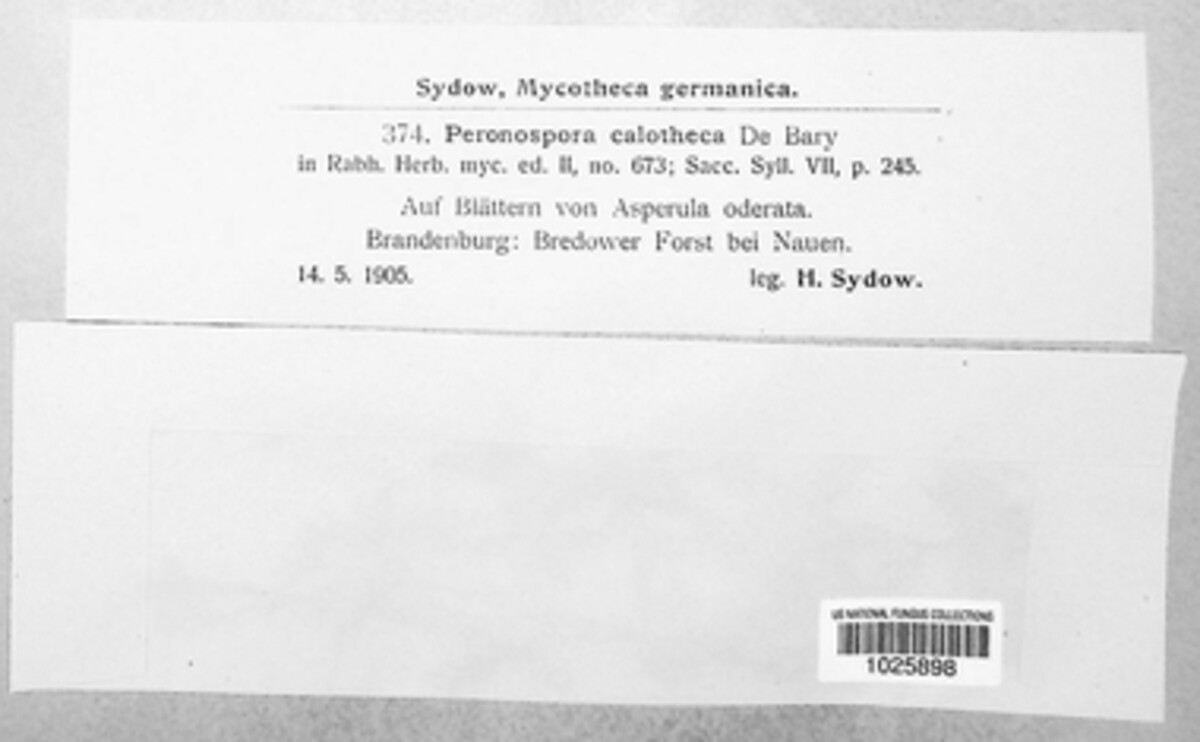 Sydow, Mycotheca germanica.
374. Peronospora calotheca De Bary
in Rabh. Herb. myc. ed. II, no. 673; Sacc. Syll. VII, p. 245.
Auf Blättern von Asperula oderata.
Brandenburg: Bredower Forst bei Nauen.
14. 5. 1905. leg. H. Sydow.
US NATIONAL FUNGUS COLLECTIONS
1025898